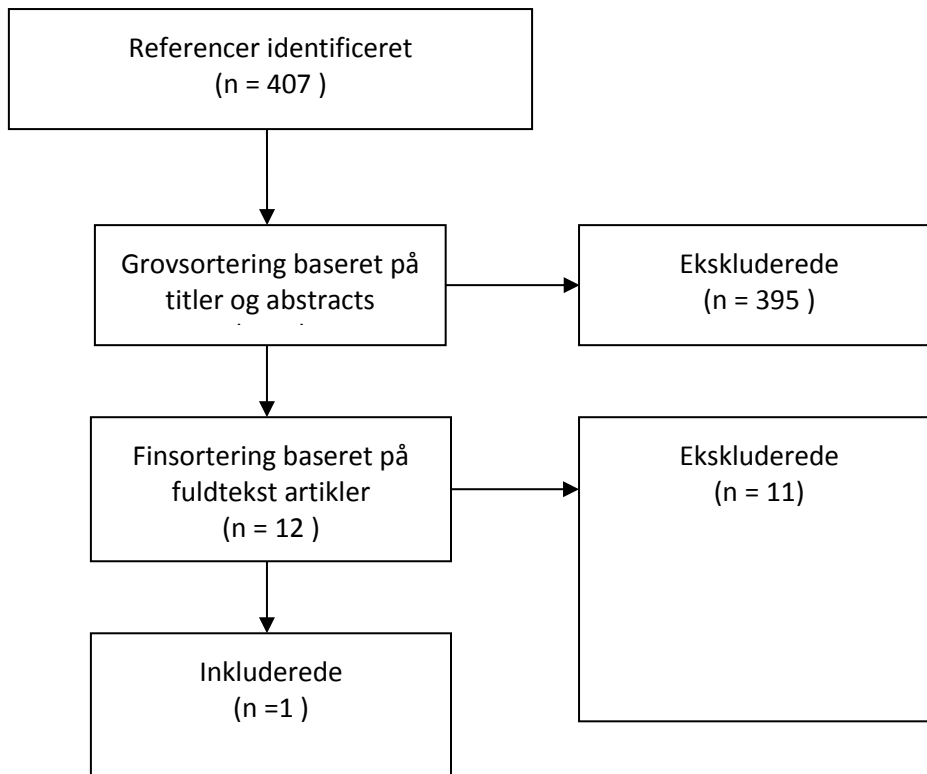 Referencer identificeret
(n = 407 )
Grovsortering baseret på
titler og abstracts
Ekskluderede
(n = 395 )
Finsortering baseret på
fuldtekst artikler
(n = 12 )
Ekskluderede
(n = 11)
Inkluderede
(n =1 )